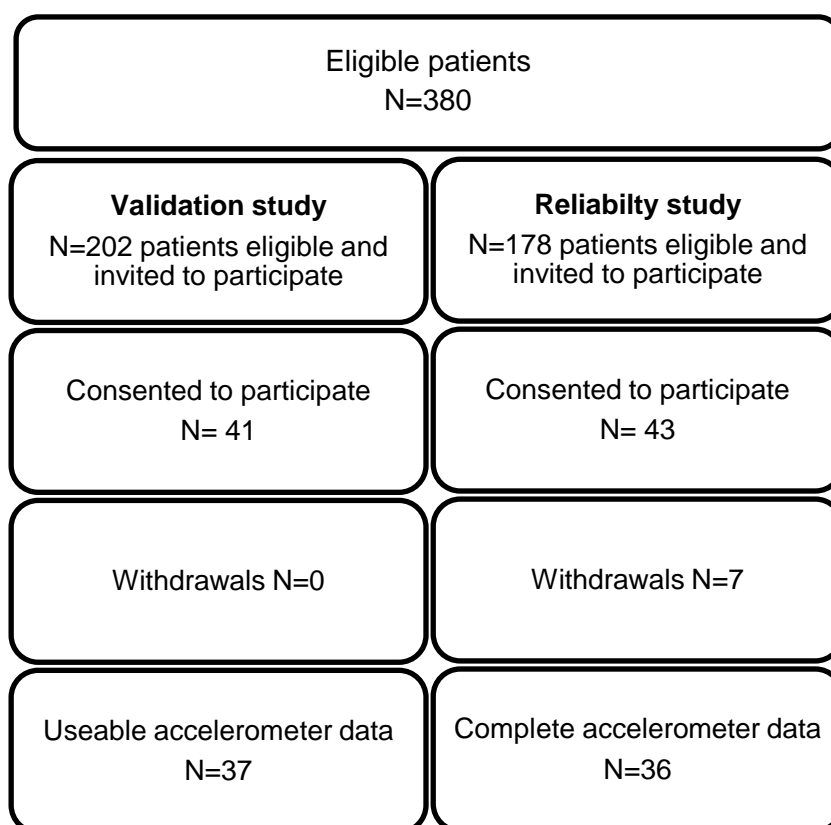 Eligible patients
N=380
Validation study
N=202 patients eligible and
invited to participate
Reliabilty study
N=178 patients eligible and
invited to participate
Consented to participate
N= 41
Consented to participate
N= 43
Withdrawals N=0
Withdrawals N=7
Useable accelerometer data
N=37
Complete accelerometer data
N=36